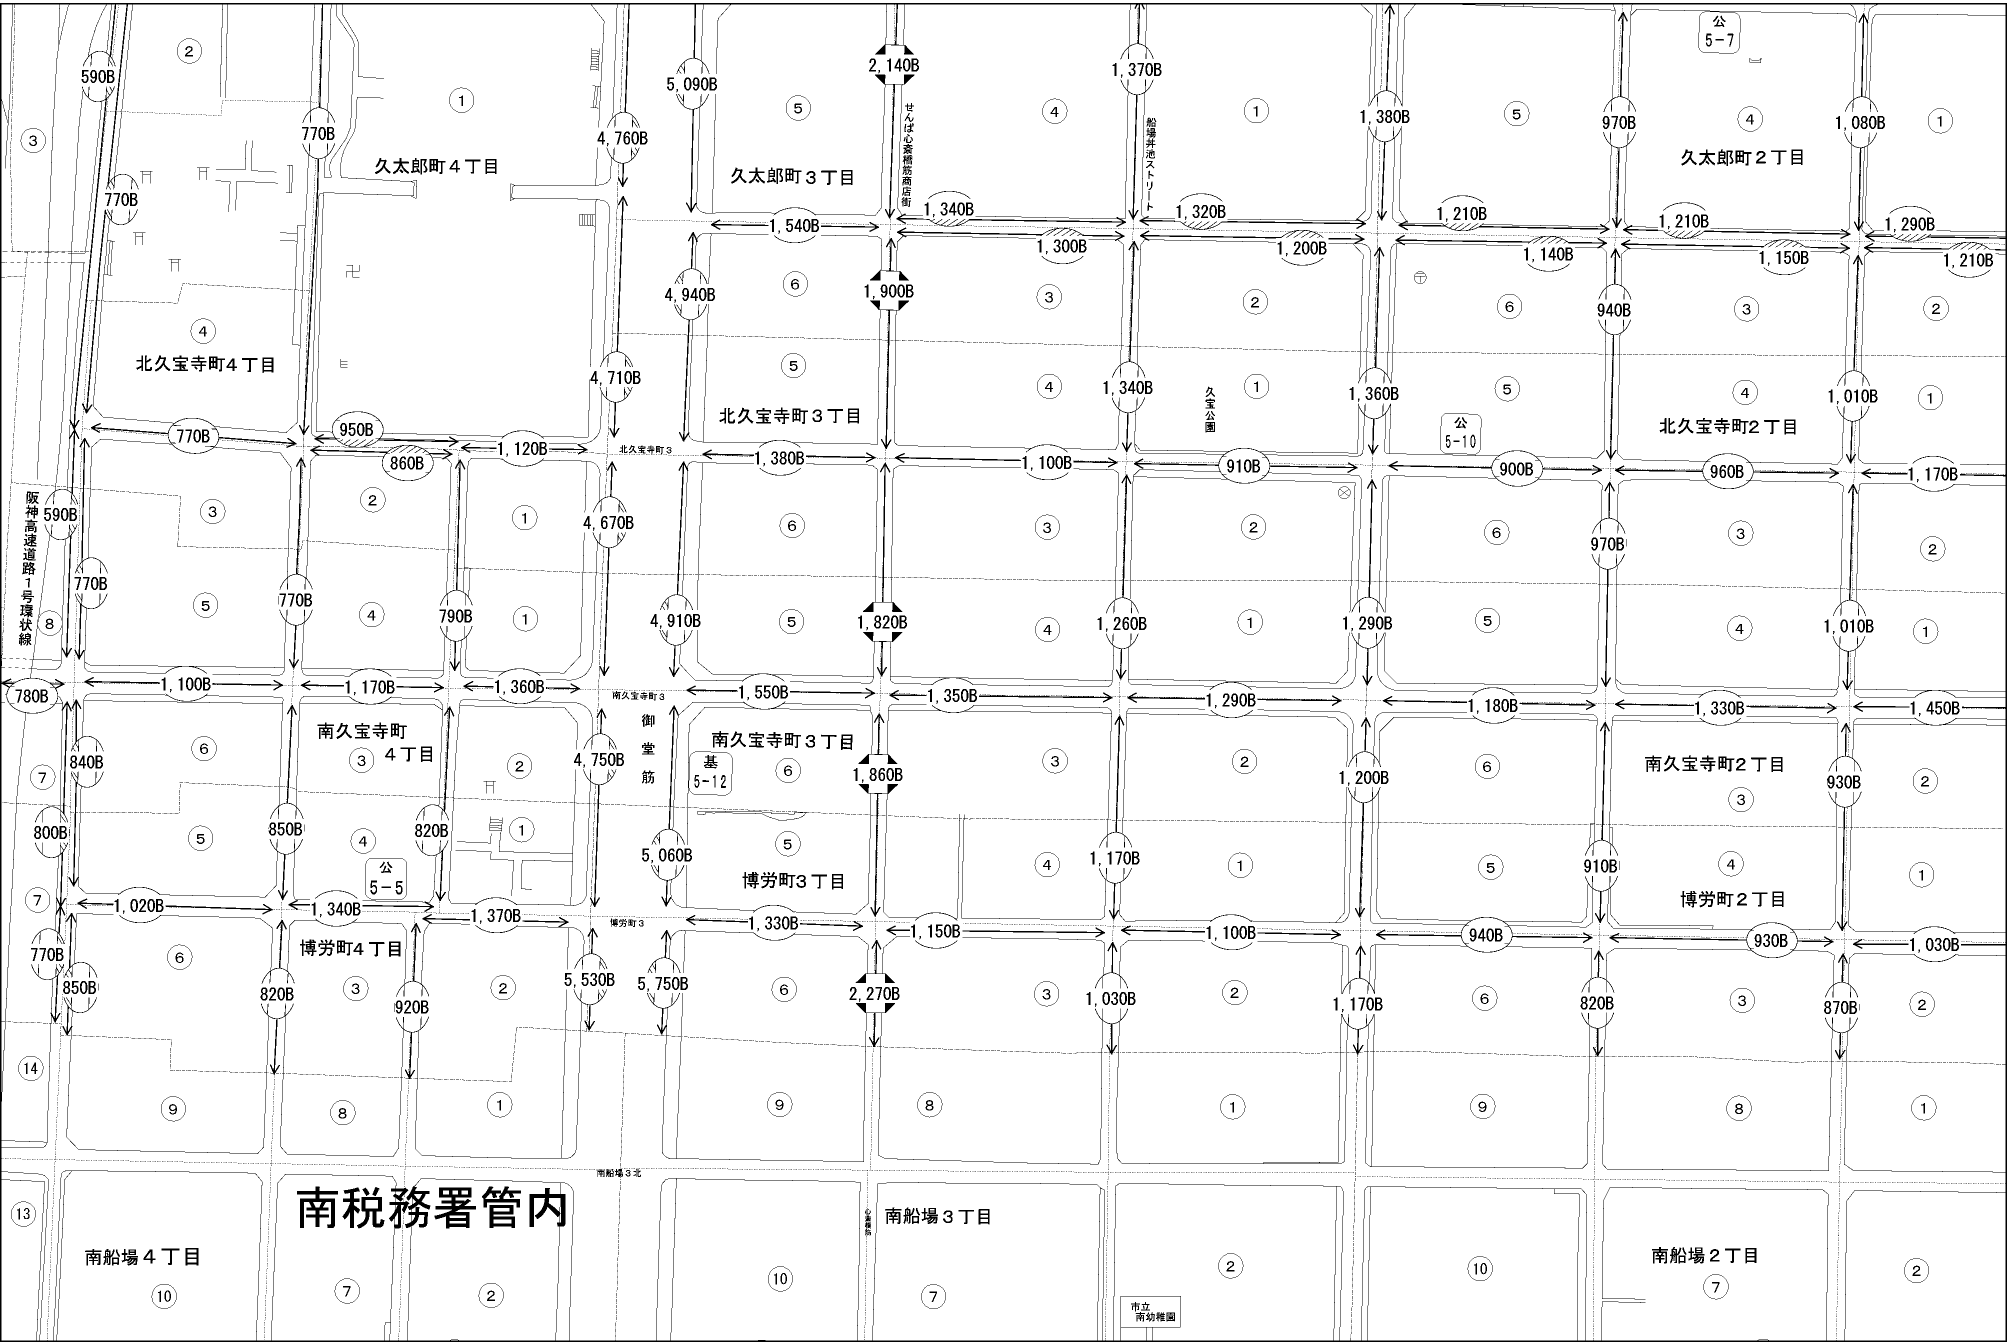 公
5-7
② 
590B
5,090B
2,140B
1,370B
①
⑤
④
①
1,380B
⑤
970B
④
1,080B
①
③
770B
4,760B
せんば心斎橋筋商店街
船場丼池ストリート
久太郎町4丁目
久太郎町3丁目
久太郎町2丁目
770B
1,540B
1,340B
1,320B
1,210B
1,210B
1,290B
1,300B
1,200B
1,140B
1,150B
1,210B
4,940B
⑥
1,900B
③
②
⑥
940B
③
②
④
北久宝寺町4丁目
4,710B
⑤
④
1,340B
①
久宝公園
1,360B
⑤
④
1,010B
①
北久宝寺町3丁目
公
5-10
北久宝寺町2丁目
770B
950B
860B
1,120B
北久宝寺町3
1,380B
1,100B
910B
900B
960B
1,170B
阪神高速道路1号環状線
590B
③
②
①
4,670B
⑥
③
②
⑥
970B
③
②
770B
⑤
770B
④
790B
①
4,910B
⑤
1,820B
④
1,260B
①
1,290B
⑤
④
1,010B
①
⑧
780B
1,100B
1,170B
1,360B
南久宝寺町3
1,550B
1,350B
1,290B
1,180B
1,330B
1,450B
御堂筋
南久宝寺町
4丁目
南久宝寺町3丁目
南久宝寺町2丁目
基
5-12
⑦
840B
⑥
③
②
4,750B
⑥
1,860B
③
②
1,200B
⑥
③
930B
②
800B
⑤
850B
④
820B
①
5,060B
⑤
④
1,170B
①
⑤
910B
④
①
公
5-5
博労町3丁目
博労町2丁目
⑦
1,020B
1,340B
1,370B
博労町3
1,330B
1,150B
1,100B
940B
930B
1,030B
博労町4丁目
770B
850B
⑥
820B
③
920B
②
5,530B
5,750B
⑥
2,270B
③
1,030B
②
1,170B
⑥
820B
③
870B
②
⑭
⑨
⑧
①
⑨
⑧
①
⑨
⑧
①
南船場3北
南税務署管内
⑬
心斎橋筋
南船場3丁目
南船場4丁目
南船場2丁目
⑩
⑦
②
⑩
⑦
②
⑩
⑦
②
市立
南幼稚園